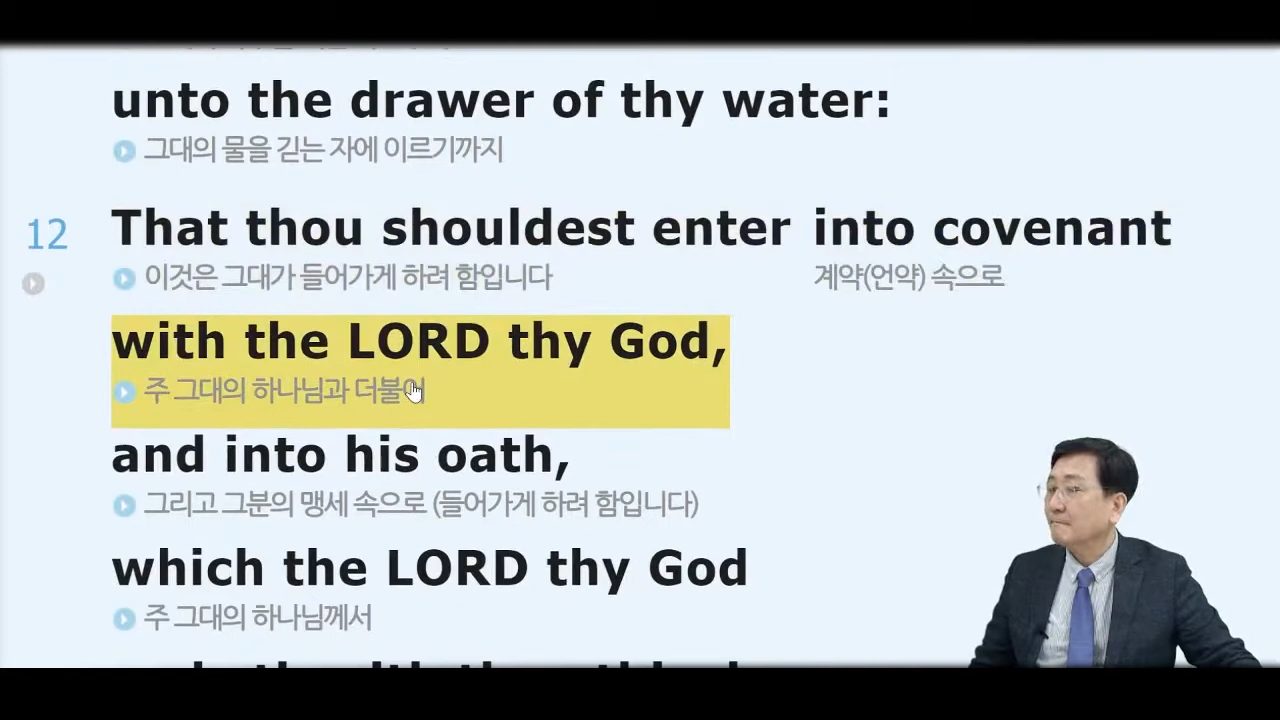 unto the drawer of thy water:
그대의 물을 긷는 자에 이르기까지
12 That thou shouldest enter into covenant
이것은 그대가 들어가게 하려 함입니다 계약(언약) 속으로
with the LORD thy God,
주 그대의 하나님과 더불어
and into his oath,
그리고 그분의 맹세 속으로 (들어가게 하려 함입니다)
which the LORD thy God
주 그대의 하나님께서